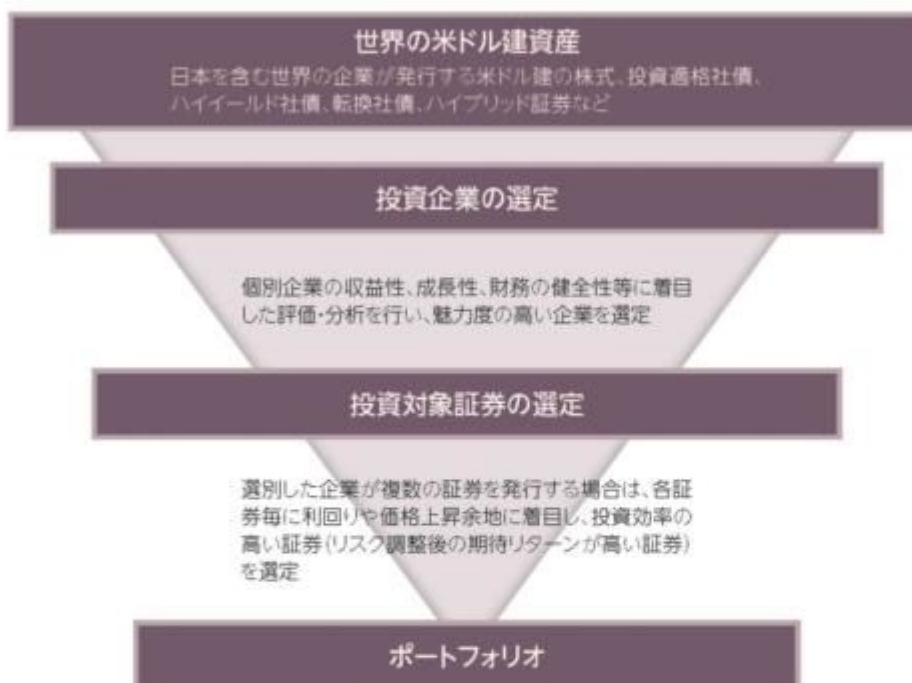 世界の米ドル建資産
日本を含む世界の企業が発行する米ドル建の株式、投資適格社債、
ハイイールド社債、転換社債、ハイブリッド証券など
投資企業の選定
個別企業の収益性、成長性、財務の健全性等に着目
した評価・分析を行い、魅力度の高い企業を選定
投資対象証券の選定
選別した企業が複数の証券を発行する場合は、各証
券毎に利回りや価格上昇余地に着目し、投資効率の
高い証券(リスク調整後の期待リターンが高い証券)
を選定
ポートフォリオ